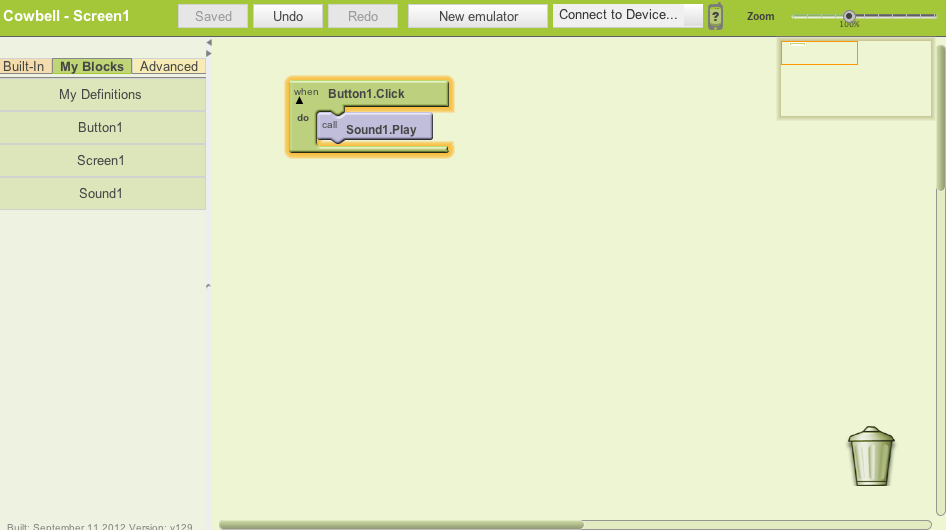 Cowbell - Screen1
Saved
Undo
Redo
New emulator
Connect to Device...
?
Zoom
100%
Built-In
My Blocks
Advanced
My Definitions
Button1
Screen1
Sound1
when Button1.Click
do
call Sound1.Play
Built: September 11 2012 Version: v129